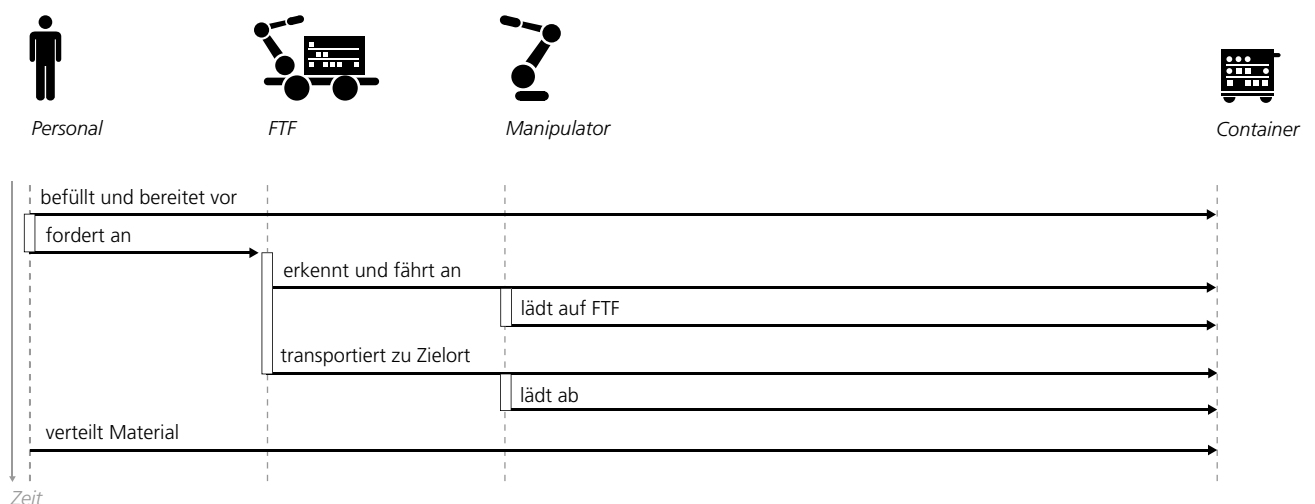 Personal
FTF
Manipulator
Container
befüllt und bereitet vor
fordert an
erkennt und fährt an
lädt auf FTF
transportiert zu Zielort
lädt ab
verteilt Material
Zeit